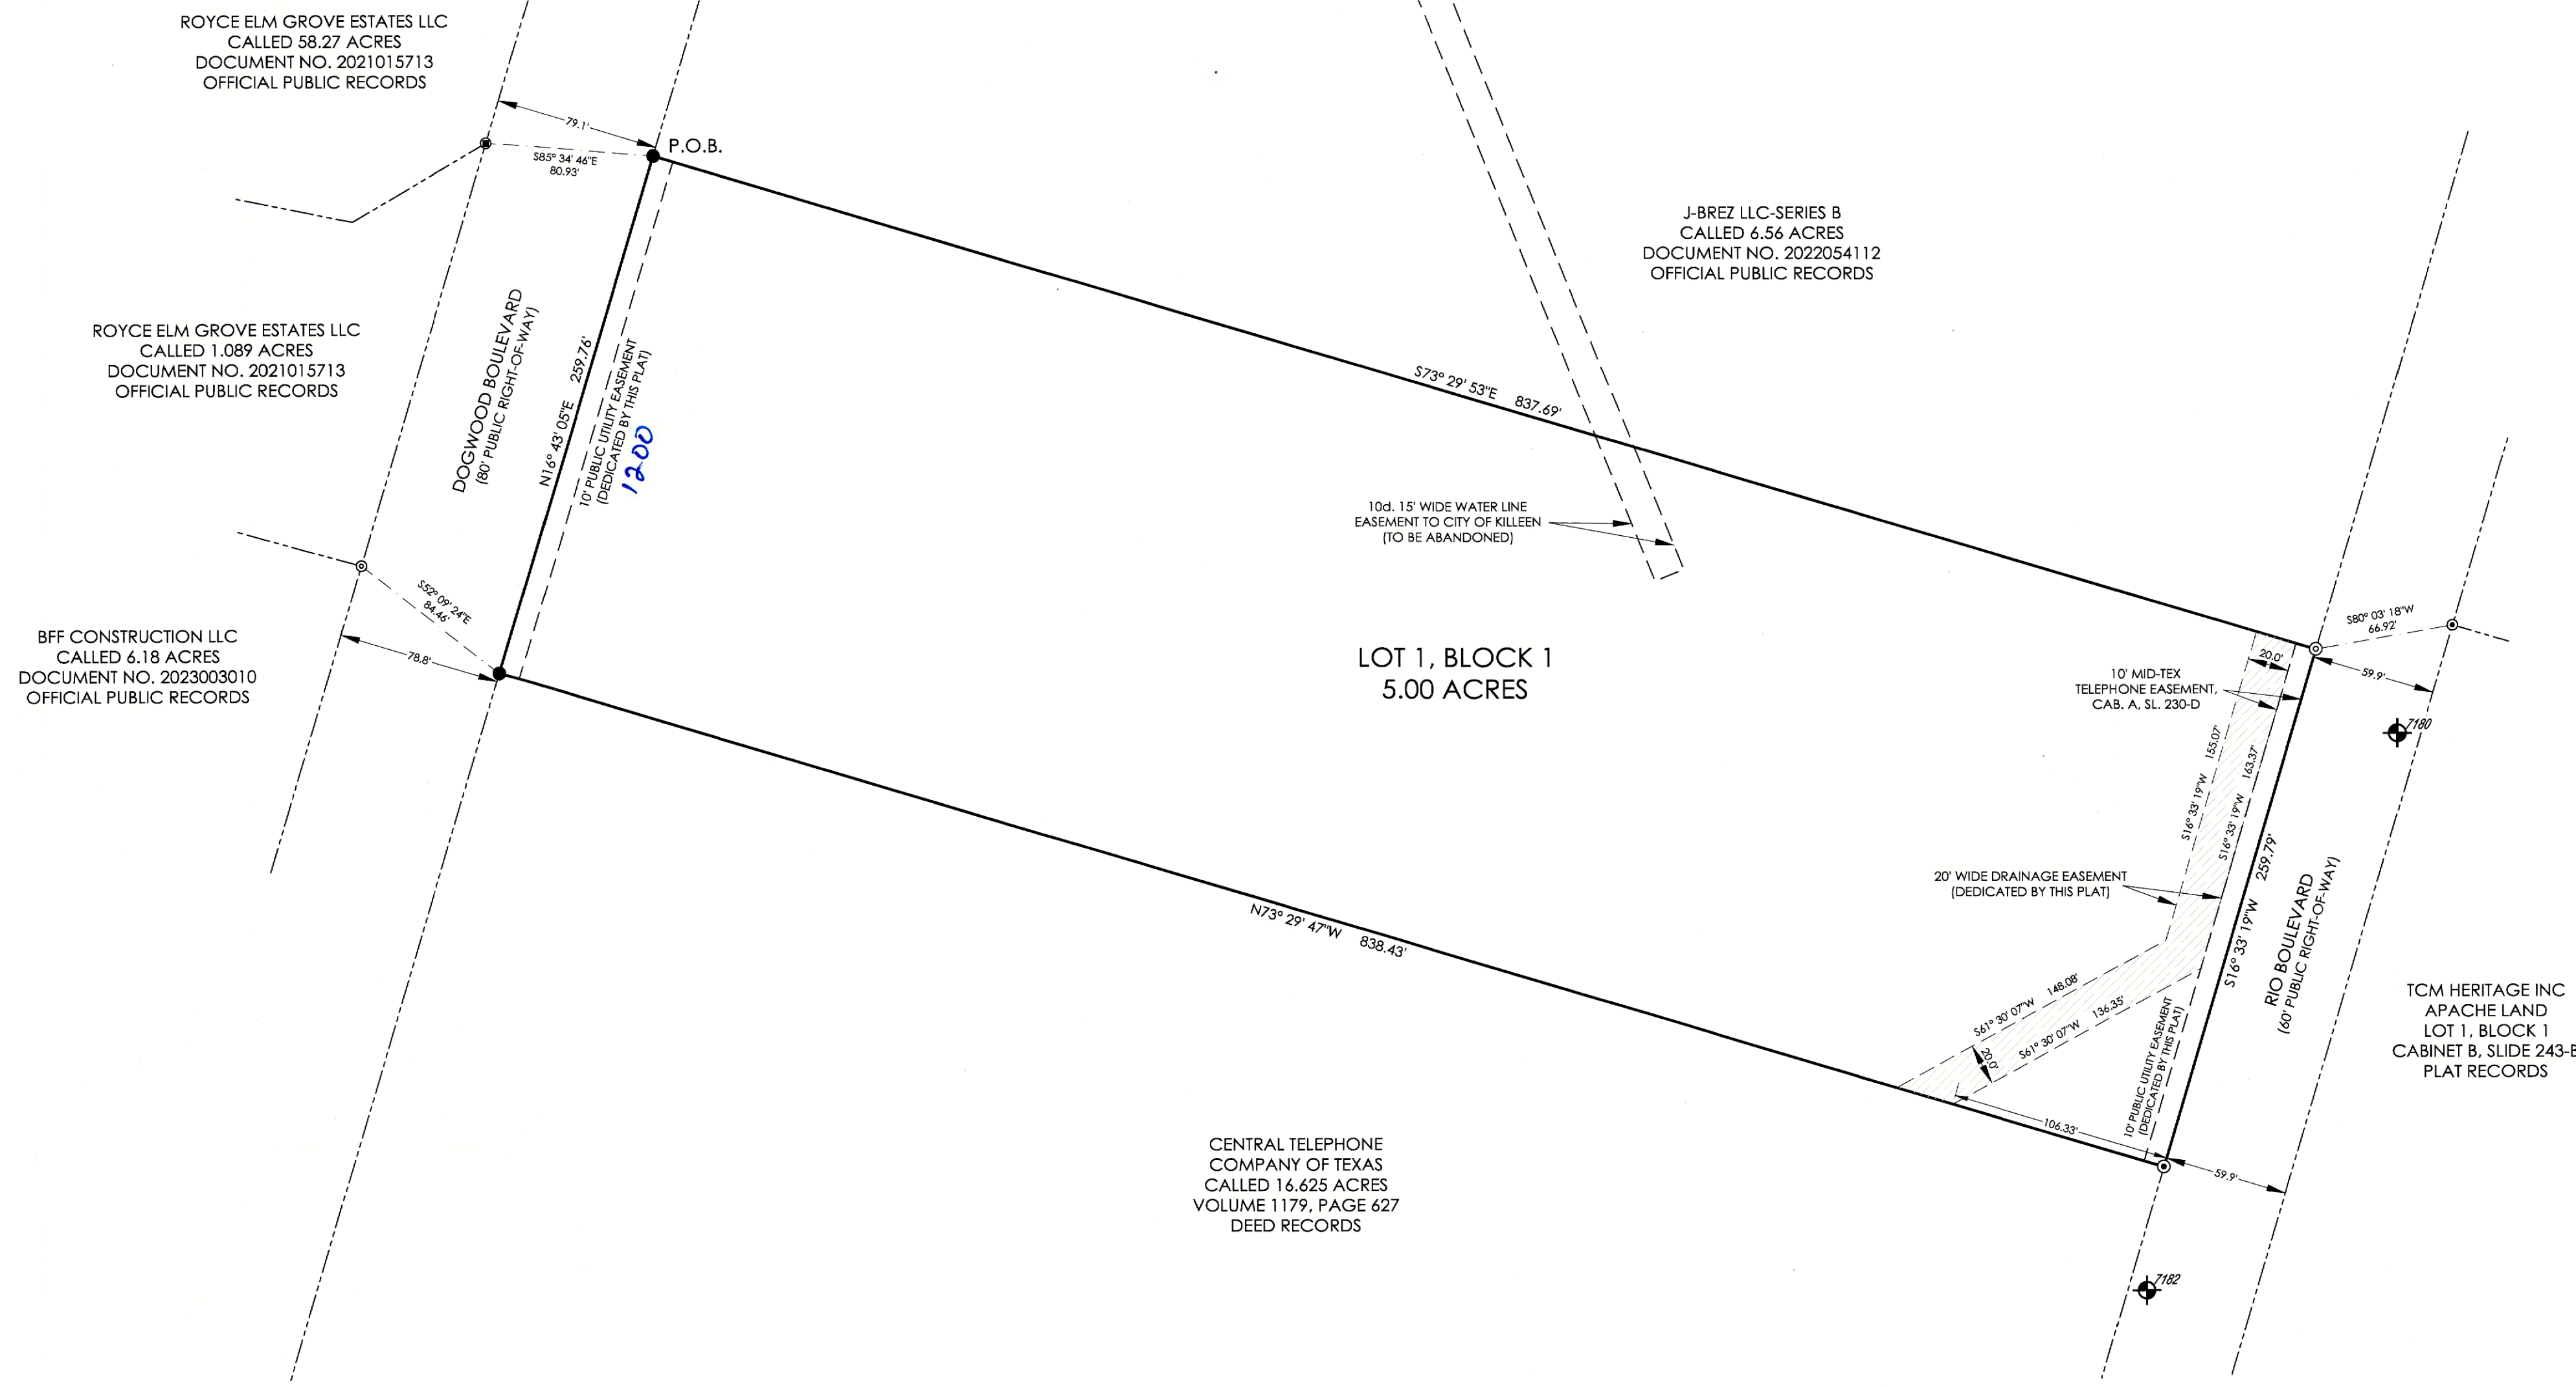 ROYCE ELM GROVE ESTATES LLC
CALLED 58.27 ACRES
DOCUMENT NO. 2021015713
OFFICIAL PUBLIC RECORDS
79.1'
P.O.B.
S85° 34' 46"E
80.93'
J-BREZ LLC-SERIES B
CALLED 6.56 ACRES
DOCUMENT NO. 2022054112
OFFICIAL PUBLIC RECORDS
ROYCE ELM GROVE ESTATES LLC
CALLED 1.089 ACRES
DOCUMENT NO. 2021015713
OFFICIAL PUBLIC RECORDS
DOGWOOD BOULEVARD
(80' PUBLIC RIGHT-OF-WAY)
N16° 43' 05"E 259.76'
10' PUBLIC UTILITY EASEMENT
(DEDICATED BY THIS PLAT)
1200
S73° 29' 53"E 837.69'
10d. 15' WIDE WATER LINE
EASEMENT TO CITY OF KILLEEN
(TO BE ABANDONED)
S52° 09' 24"E
84.46'
78.8'
BFF CONSTRUCTION LLC
CALLED 6.18 ACRES
DOCUMENT NO. 2023003010
OFFICIAL PUBLIC RECORDS
LOT 1, BLOCK 1
5.00 ACRES
S80° 03' 18"W
66.92'
20.0'
59.9'
10' MID-TEX
TELEPHONE EASEMENT,
CAB. A, SL. 230-D
7180
S16° 33' 19"W 155.07'
S16° 33' 19"W 163.37'
S16° 33' 19"W 259.79'
20' WIDE DRAINAGE EASEMENT
(DEDICATED BY THIS PLAT)
RIO BOULEVARD
(60' PUBLIC RIGHT-OF-WAY)
N73° 29' 47"W 838.43'
S61° 30' 07"W 148.08'
S61° 30' 07"W 136.35'
20.0'
10' PUBLIC UTILITY EASEMENT
(DEDICATED BY THIS PLAT)
106.33'
59.9'
TCM HERITAGE INC
APACHE LAND
LOT 1, BLOCK 1
CABINET B, SLIDE 243-B
PLAT RECORDS
CENTRAL TELEPHONE
COMPANY OF TEXAS
CALLED 16.625 ACRES
VOLUME 1179, PAGE 627
DEED RECORDS
7182